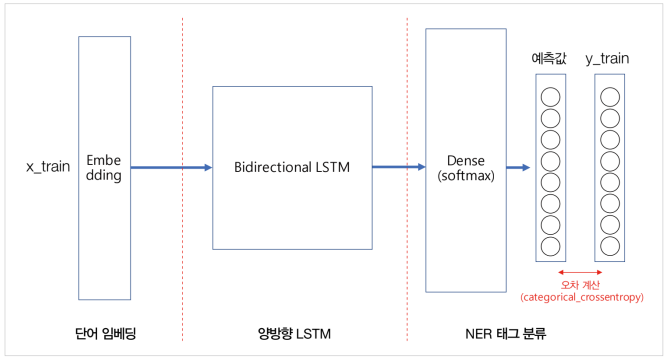 예측값
y_train
x_train
Embe
dding
Bidirectional LSTM
Dense
(softmax)
오차 계산
(categorical_crossentropy)
단어 임베딩
양방향 LSTM
NER 태그 분류